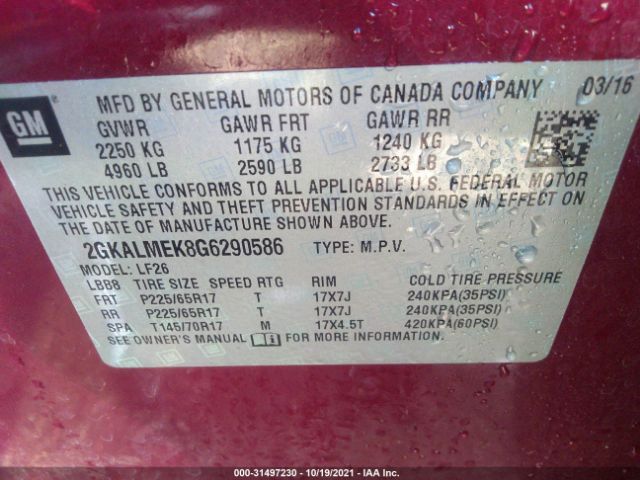 GM
MFD BY GENERAL MOTORS OF CANADA COMPANY 03/16
GVWR GAWR FRT GAWR RR
2250 KG 1175 KG 1240 KG
4960 LB 2590 LB 2733 LB
THIS VEHICLE CONFORMS TO ALL APPLICABLE U.S. FEDERAL MOTOR
VEHICLE SAFETY AND THEFT PREVENTION STANDARDS IN EFFECT ON
THE DATE OF MANUFACTURE SHOWN ABOVE.
2GKALMEK8G6290586 TYPE: M.P.V.
MODEL: LF26
LBB8 TIRE SIZE SPEED RTG RIM COLD TIRE PRESSURE
FRT P225/65R17 T 17X7J 240KPA(35PSI)
RR P225/65R17 T 17X7J 240KPA(35PSI)
SPA T145/70R17 M 17X4.5T 420KPA(60PSI)
SEE OWNER'S MANUAL FOR MORE INFORMATION.
000-31497230 - 10/19/2021 - IAA Inc.